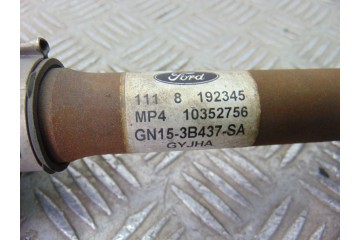 Ford
111 8 192345
MP4 10352756
GN15-3B437-SA
GYJHA